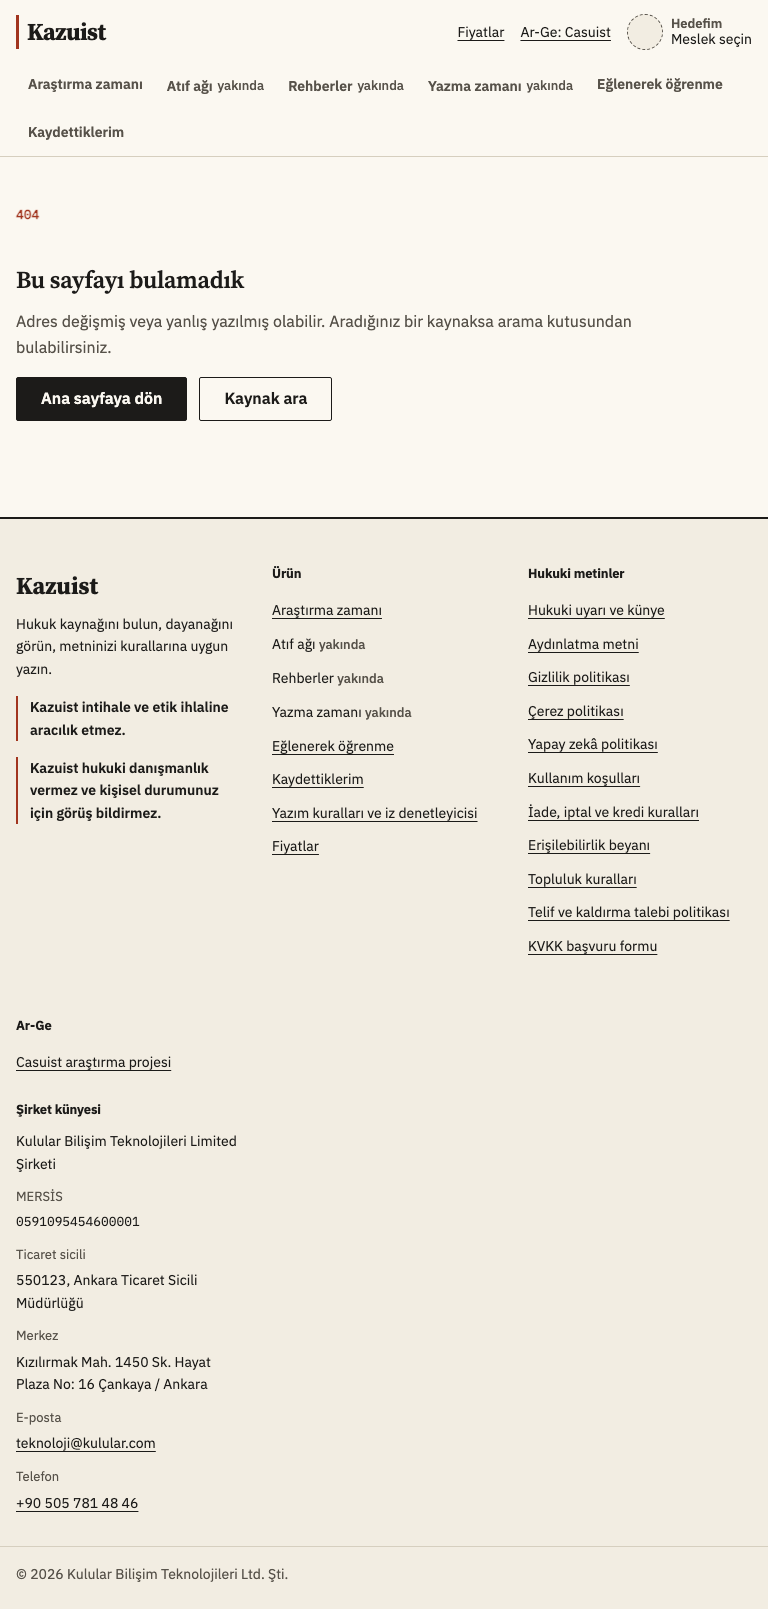 Kazuist
Fiyatlar
Ar-Ge: Casuist
Hedefim
Meslek seçin
Araştırma zamanı
Atıf ağı yakında
Rehberler yakında
Yazma zamanı yakında
Eğlenerek öğrenme
Kaydettiklerim
404
Bu sayfayı bulamadık
Adres değişmiş veya yanlış yazılmış olabilir. Aradığınız bir kaynaksa arama kutusundan
bulabilirsiniz.
Ana sayfaya dön
Kaynak ara
Kazuist
Hukuk kaynağını bulun, dayanağını
görün, metninizi kurallarına uygun
yazın.
Kazuist intihale ve etik ihlaline
aracılık etmez.
Kazuist hukuki danışmanlık
vermez ve kişisel durumunuz
için görüş bildirmez.
Ürün
Araştırma zamanı
Atıf ağı yakında
Rehberler yakında
Yazma zamanı yakında
Eğlenerek öğrenme
Kaydettiklerim
Yazım kuralları ve iz denetleyicisi
Fiyatlar
Hukuki metinler
Hukuki uyarı ve künye
Aydınlatma metni
Gizlilik politikası
Çerez politikası
Yapay zekâ politikası
Kullanım koşulları
İade, iptal ve kredi kuralları
Erişilebilirlik beyanı
Topluluk kuralları
Telif ve kaldırma talebi politikası
KVKK başvuru formu
Ar-Ge
Casuist araştırma projesi
Şirket künyesi
Kulular Bilişim Teknolojileri Limited
Şirketi
MERSİS
0591095454600001
Ticaret sicili
550123, Ankara Ticaret Sicili
Müdürlüğü
Merkez
Kızılırmak Mah. 1450 Sk. Hayat
Plaza No: 16 Çankaya / Ankara
E-posta
teknoloji@kulular.com
Telefon
+90 505 781 48 46
© 2026 Kulular Bilişim Teknolojileri Ltd. Şti.